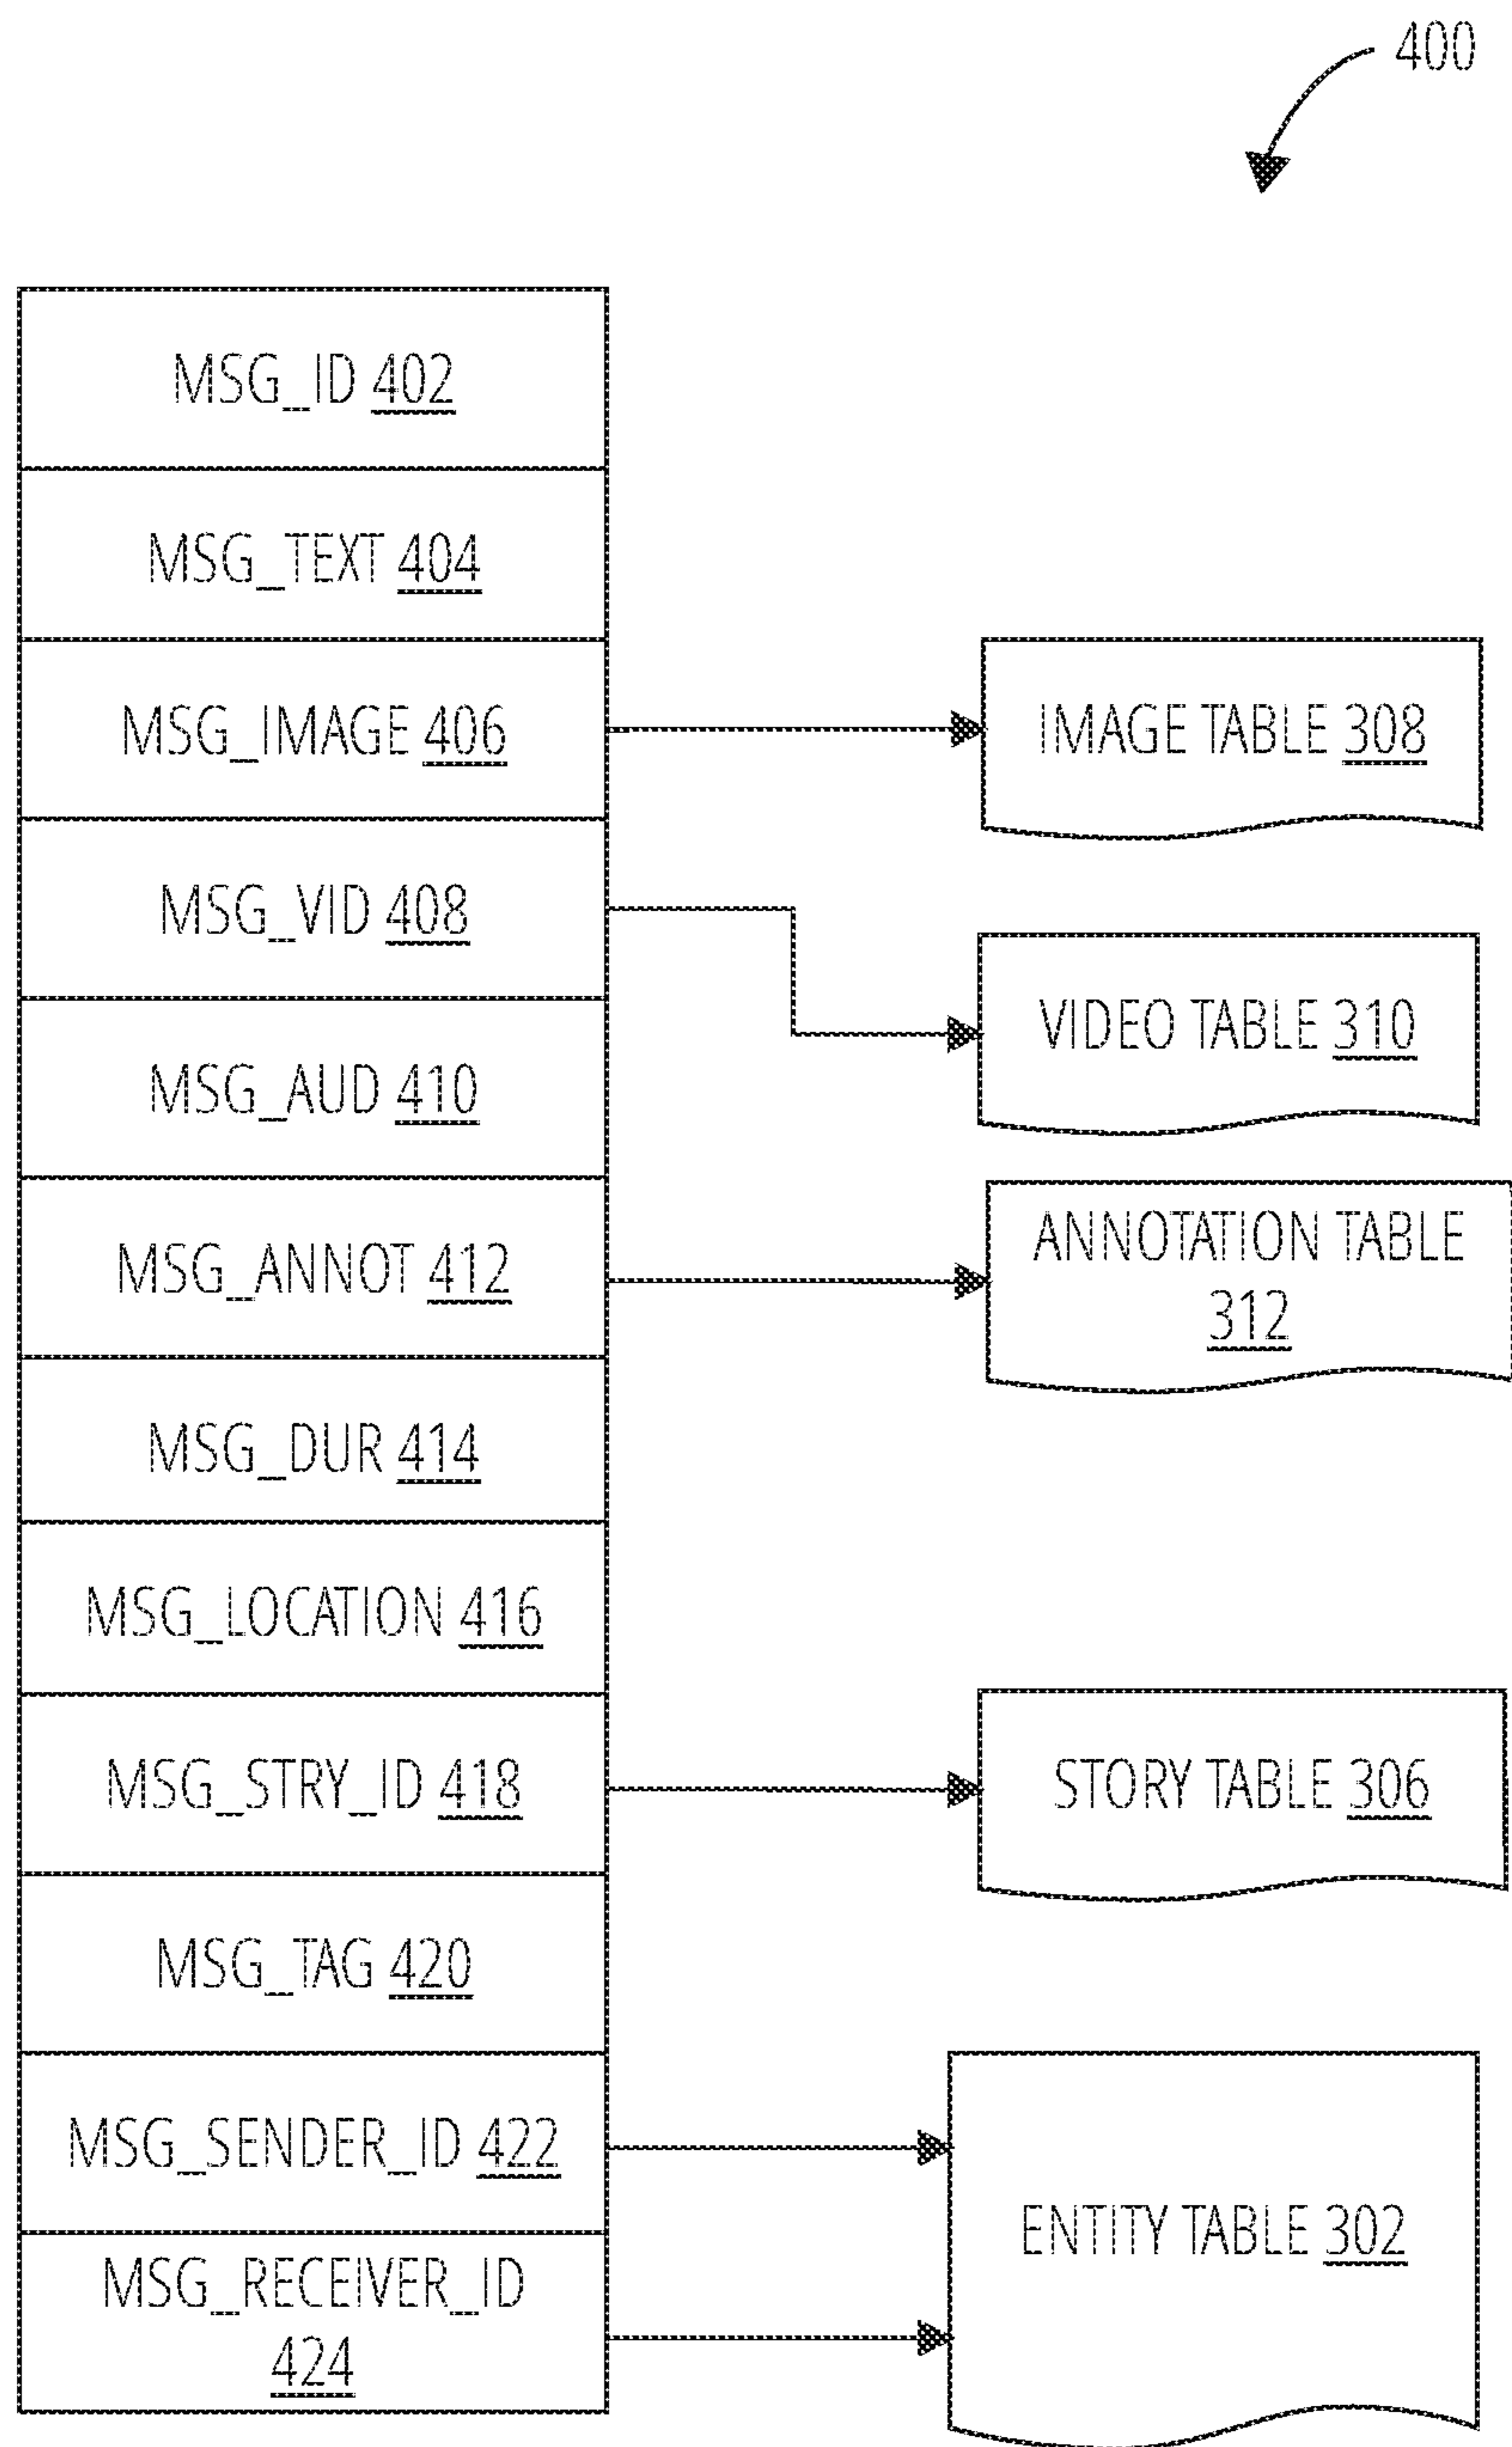 400
MSG_ID 402
MSG_TEXT 404
MSG_IMAGE 406
IMAGE TABLE 308
MSG_VID 408
VIDEO TABLE 310
MSG_AUD 410
MSG_ANNOT 412
ANNOTATION TABLE
312
MSG_DUR 414
MSG_LOCATION 416
MSG_STRY_ID 418
STORY TABLE 306
MSG_TAG 420
MSG_SENDER_ID 422
ENTITY TABLE 302
MSG_RECEIVER_ID
424